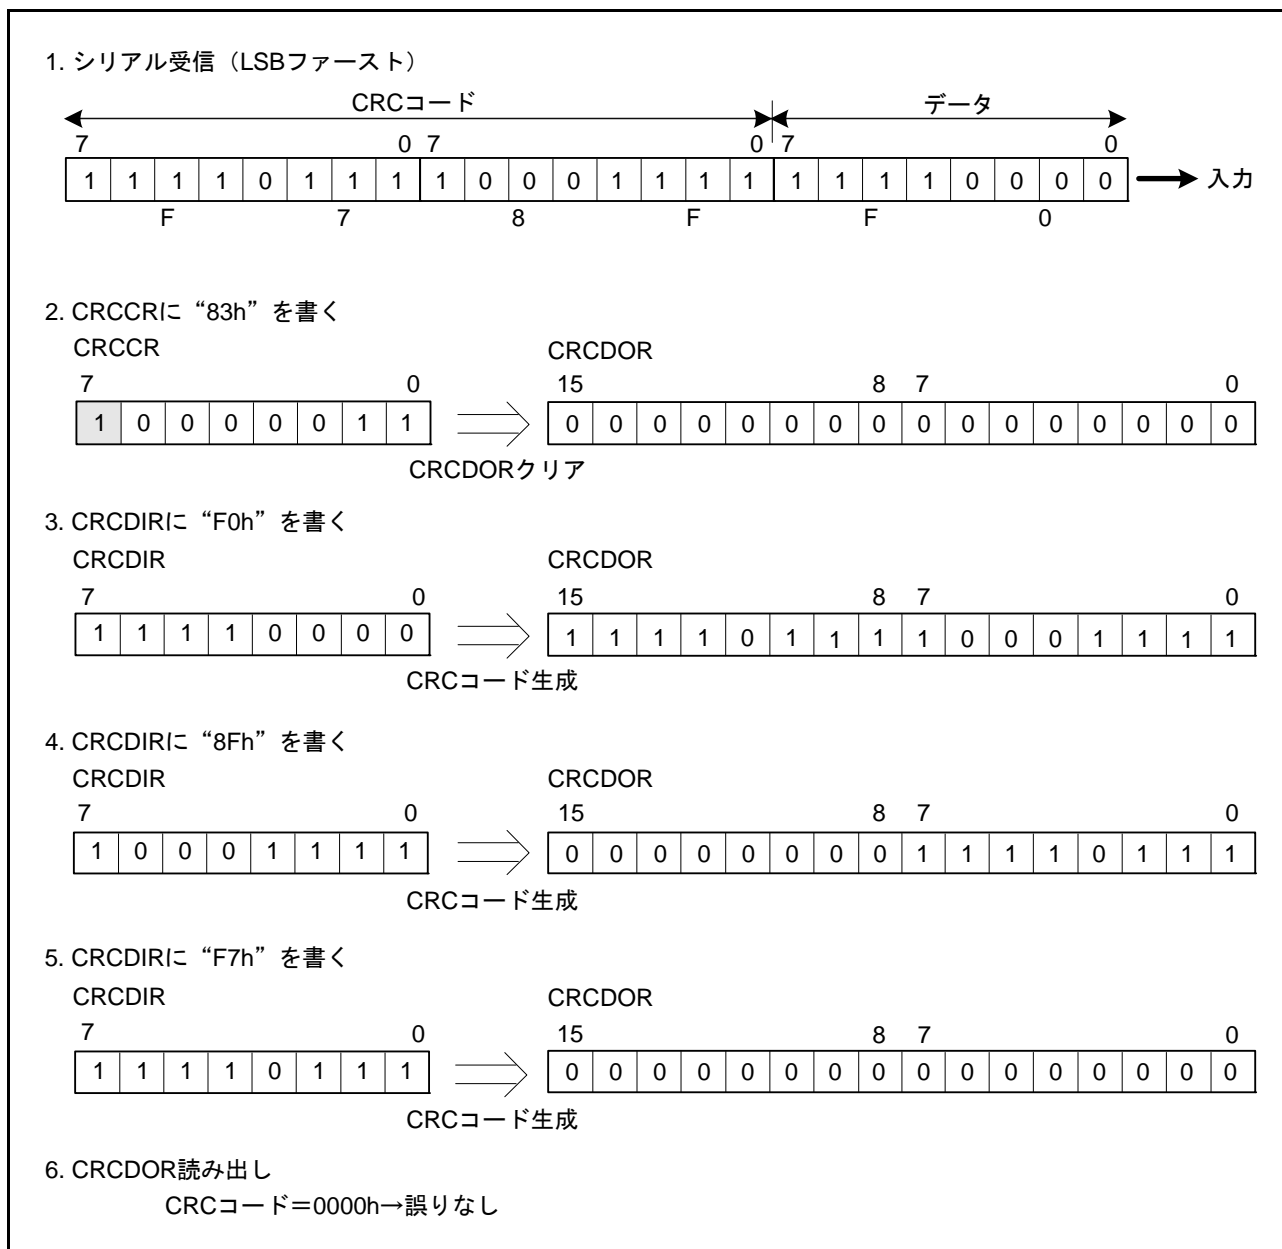 1. シリアル受信（LSBファースト）
CRCコード データ
7 0 7 0 7 0
1 1 1 1 0 1 1 1 1 0 0 0 1 1 1 1 1 1 1 1 0 0 0 0 入力
F 7 8 F F 0
2. CRCCRに“83h”を書く
CRCCR CRCDOR
7 0 15 8 7 0
1 0 0 0 0 0 1 1 0 0 0 0 0 0 0 0 0 0 0 0 0 0 0 0
CRCDORクリア
3. CRCDIRに“F0h”を書く
CRCDIR CRCDOR
7 0 15 8 7 0
1 1 1 1 0 0 0 0 1 1 1 1 0 1 1 1 1 0 0 0 1 1 1 1
CRCコード生成
4. CRCDIRに“8Fh”を書く
CRCDIR CRCDOR
7 0 15 8 7 0
1 0 0 0 1 1 1 1 0 0 0 0 0 0 0 0 1 1 1 1 0 1 1 1
CRCコード生成
5. CRCDIRに“F7h”を書く
CRCDIR CRCDOR
7 0 15 8 7 0
1 1 1 1 0 1 1 1 0 0 0 0 0 0 0 0 0 0 0 0 0 0 0 0
CRCコード生成
6. CRCDOR読み出し
CRCコード＝0000h→誤りなし